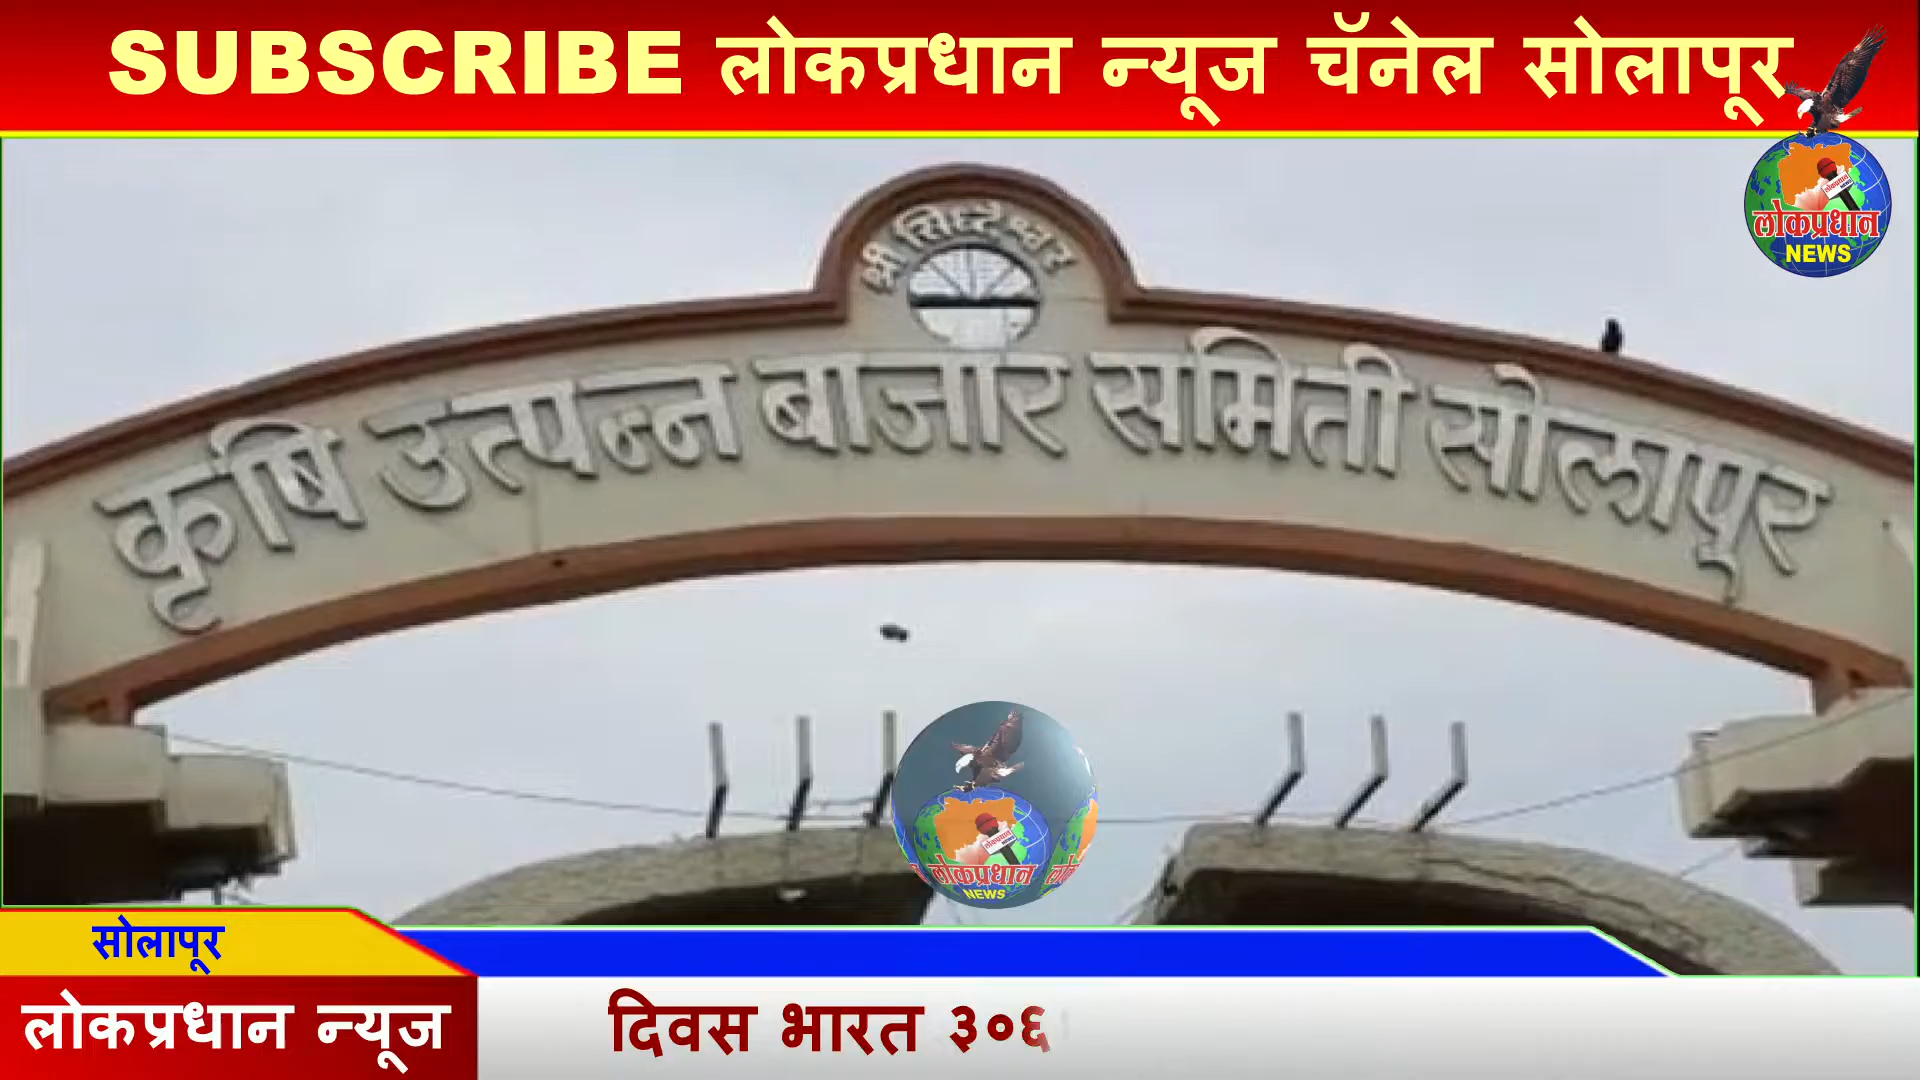 SUBSCRIBE लोकप्रधान न्यूज चॅनेल सोलापूर
लोकप्रधान
NEWS
श्री सिध्देश्वर
कृषि उत्पन्न बाजार समिती सोलापूर
लोकप्रधान
NEWS
सोलापूर
लोकप्रधान न्यूज
दिवस भारत ३०६